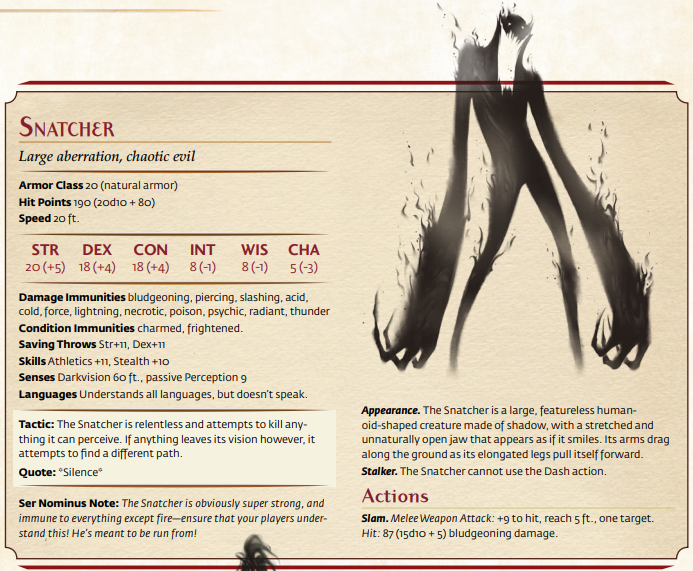 SNATCHER
Large aberration, chaotic evil
Armor Class 20 (natural armor)
Hit Points 190 (20d10 + 80)
Speed 20 ft.
STR DEX CON INT WIS CHA
20 (+5) 18 (+4) 18 (+4) 8 (-1) 8 (-1) 5 (-3)
Damage Immunities bludgeoning, piercing, slashing, acid,
cold, force, lightning, necrotic, poison, psychic, radiant, thunder
Condition Immunities charmed, frightened.
Saving Throws Str+11, Dex+11
Skills Athletics +11, Stealth +10
Senses Darkvision 60 ft., passive Perception 9
Languages Understands all languages, but doesn't speak.
Tactic: The Snatcher is relentless and attempts to kill any-
thing it can perceive. If anything leaves its vision however, it
attempts to find a different path.
Quote: *Silence*
Ser Nominus Note: The Snatcher is obviously super strong, and
immune to everything except fire—ensure that your players under-
stand this! He's meant to be run from!
Appearance. The Snatcher is a large, featureless human-
oid-shaped creature made of shadow, with a stretched and
unnaturally open jaw that appears as if it smiles. Its arms drag
along the ground as its elongated legs pull itself forward.
Stalker. The Snatcher cannot use the Dash action.
Actions
Slam. Melee Weapon Attack: +9 to hit, reach 5 ft., one target.
Hit: 87 (15d10 + 5) bludgeoning damage.